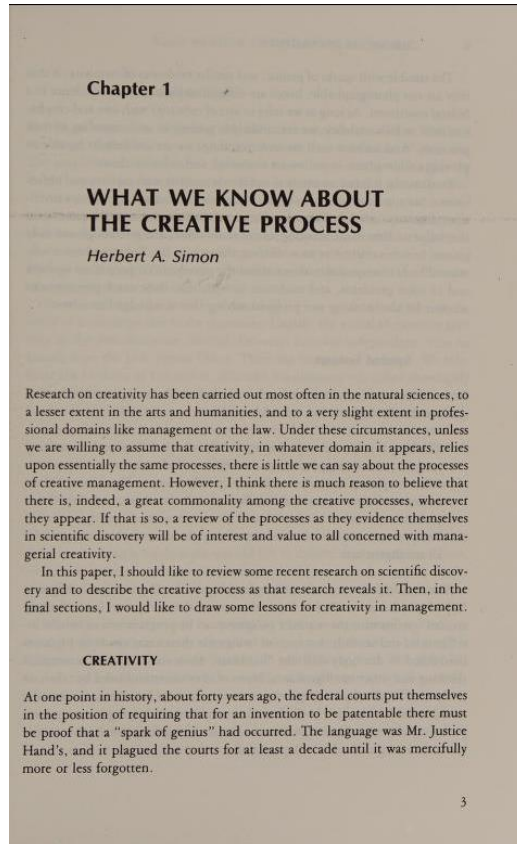 Chapter 1
WHAT WE KNOW ABOUT
THE CREATIVE PROCESS
Herbert A. Simon
Research on creativity has been carried out most often in the natural sciences, to
a lesser extent in the arts and humanities, and to a very slight extent in profes-
sional domains like management or the law. Under these circumstances, unless
we are willing to assume that creativity, in whatever domain it appears, relies
upon essentially the same processes, there is little we can say about the processes
of creative management. However, I think there is much reason to believe that
there is, indeed, a great commonality among the creative processes, wherever
they appear. If that is so, a review of the processes as they evidence themselves
in scientific discovery will be of interest and value to all concerned with mana-
gerial creativity.
In this paper, I should like to review some recent research on scientific discov-
ery and to describe the creative process as that research reveals it. Then, in the
final sections, I would like to draw some lessons for creativity in management.
CREATIVITY
At one point in history, about forty years ago, the federal courts put themselves
in the position of requiring that for an invention to be patentable there must
be proof that a "spark of genius" had occurred. The language was Mr. Justice
Hand's, and it plagued the courts for at least a decade until it was mercifully
more or less forgotten.
3